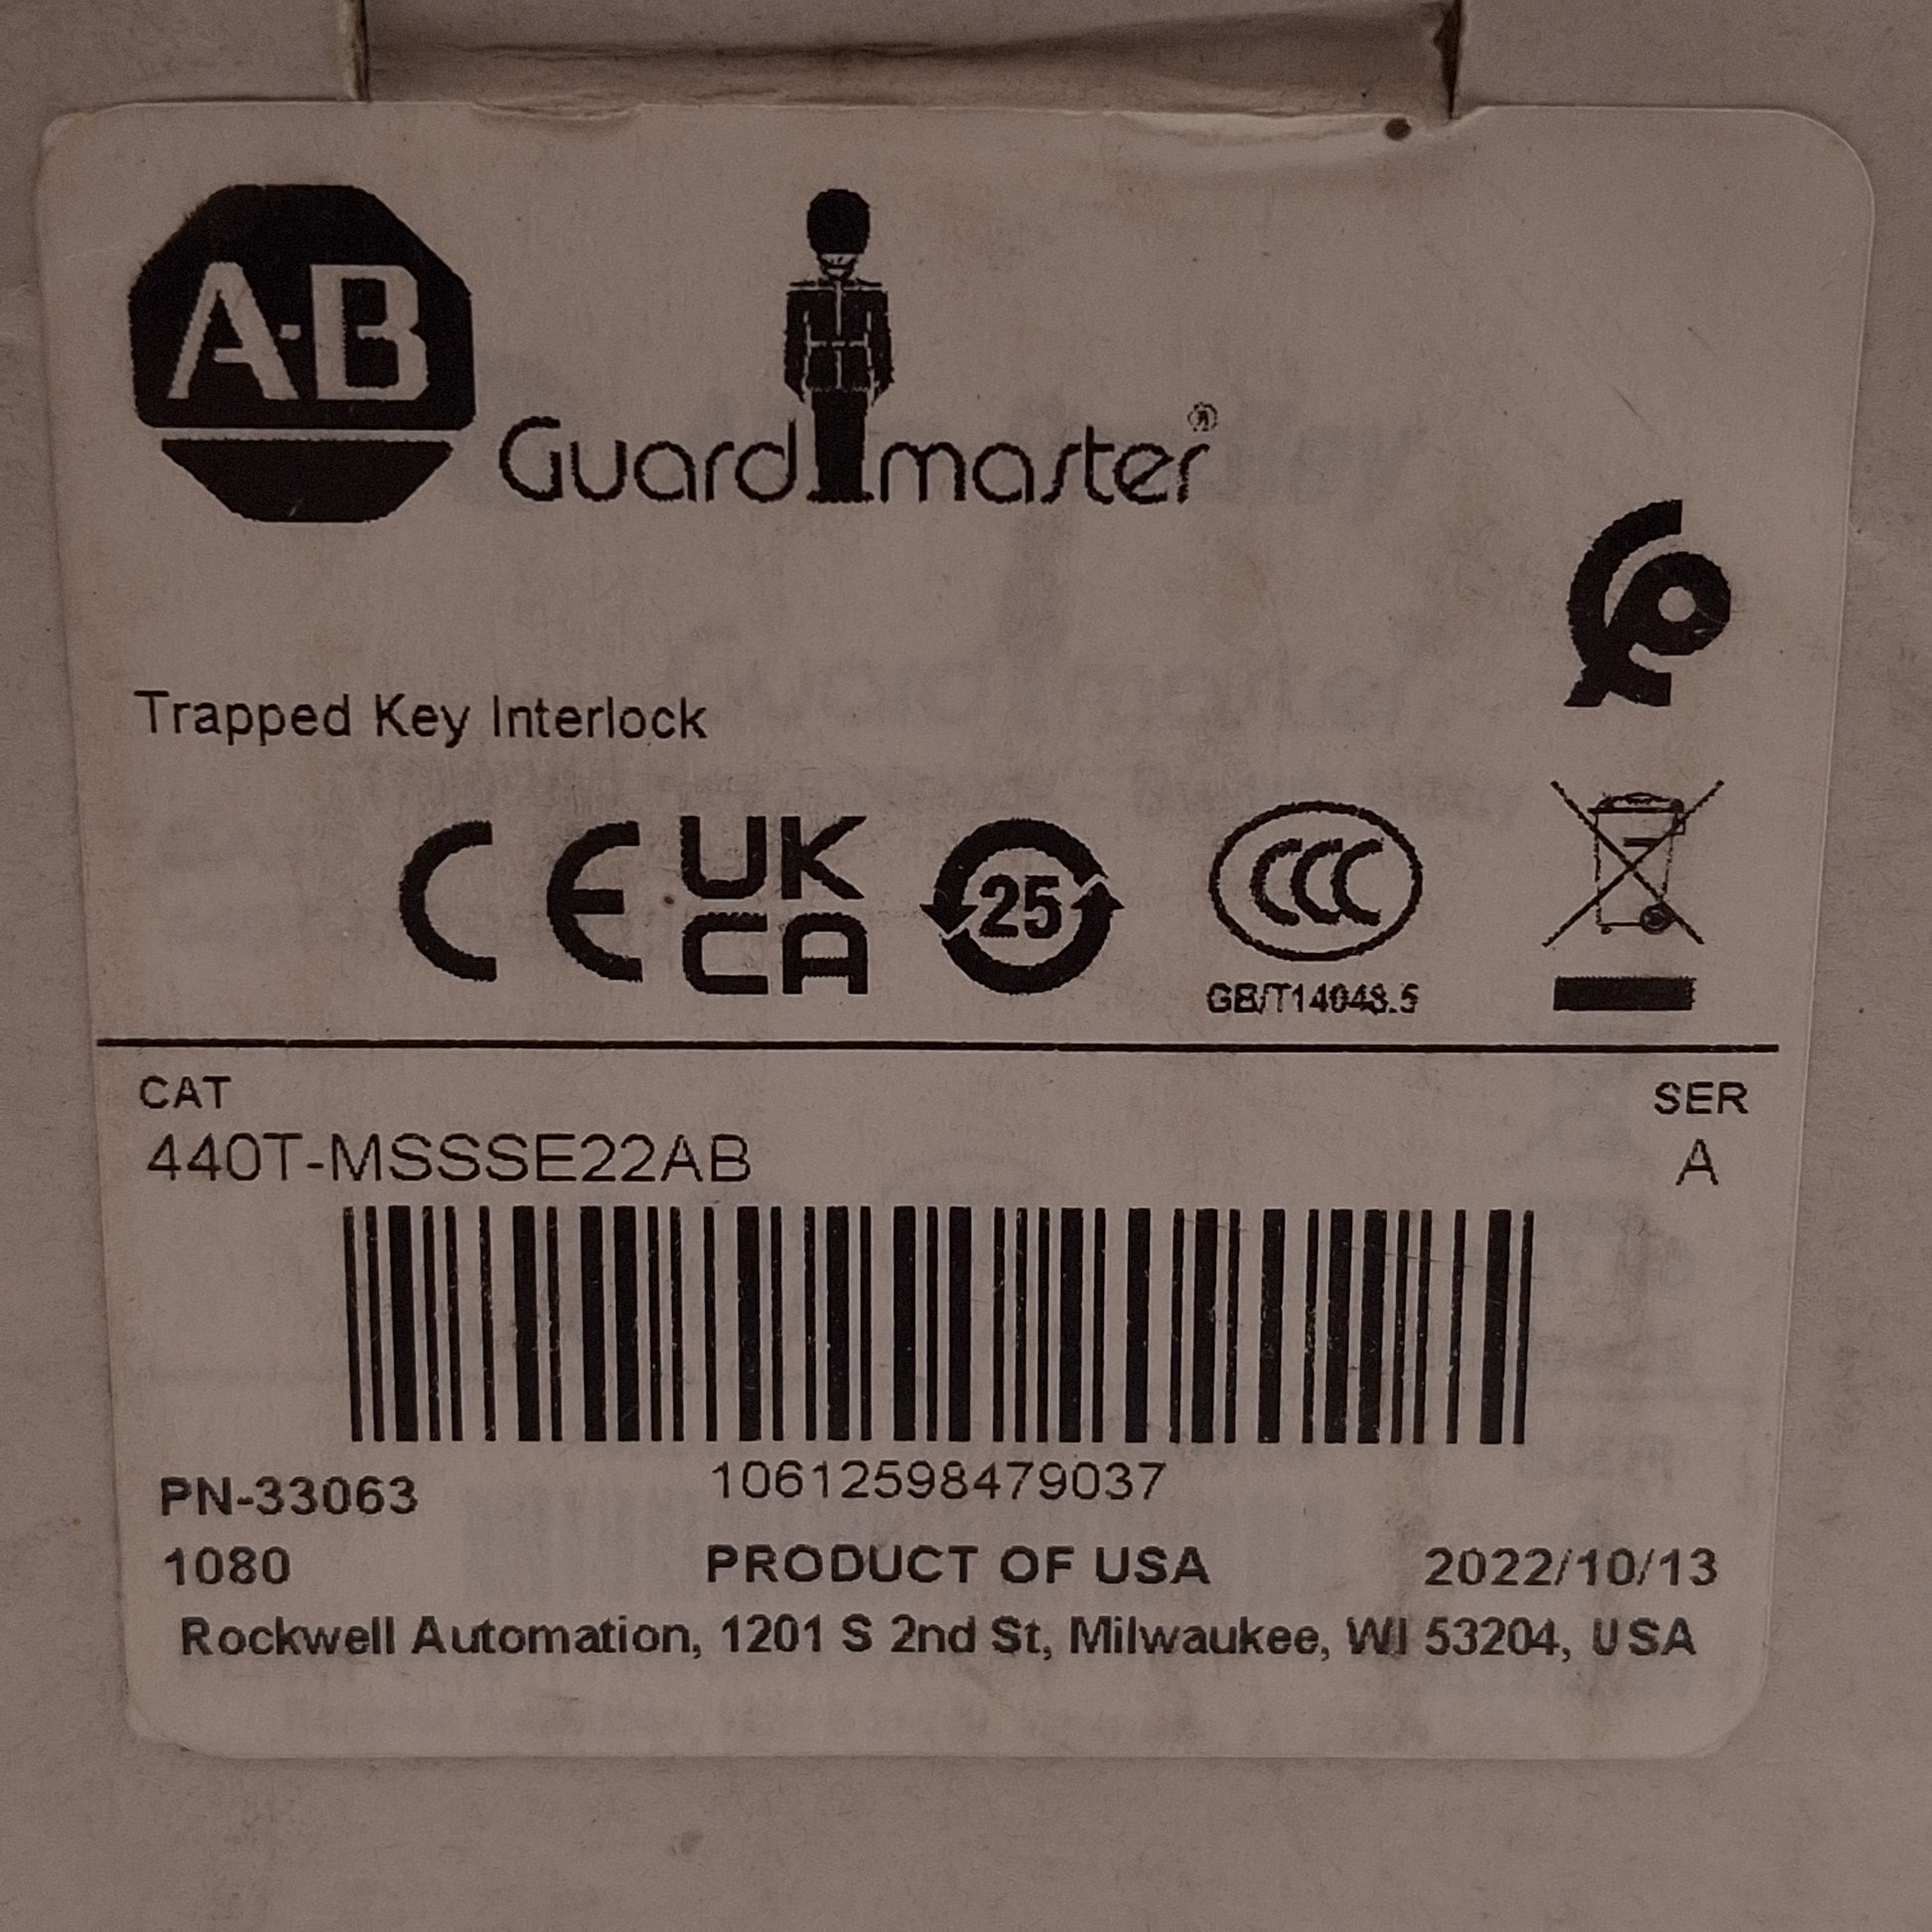 A-B
Guardmaster®
Trapped Key Interlock
CE UK CA 25 CCC
GB/T14048.5
CAT SER
440T-MSSSE22AB A
10612598479037
PN-33063
1080 PRODUCT OF USA 2022/10/13
Rockwell Automation, 1201 S 2nd St, Milwaukee, WI 53204, USA